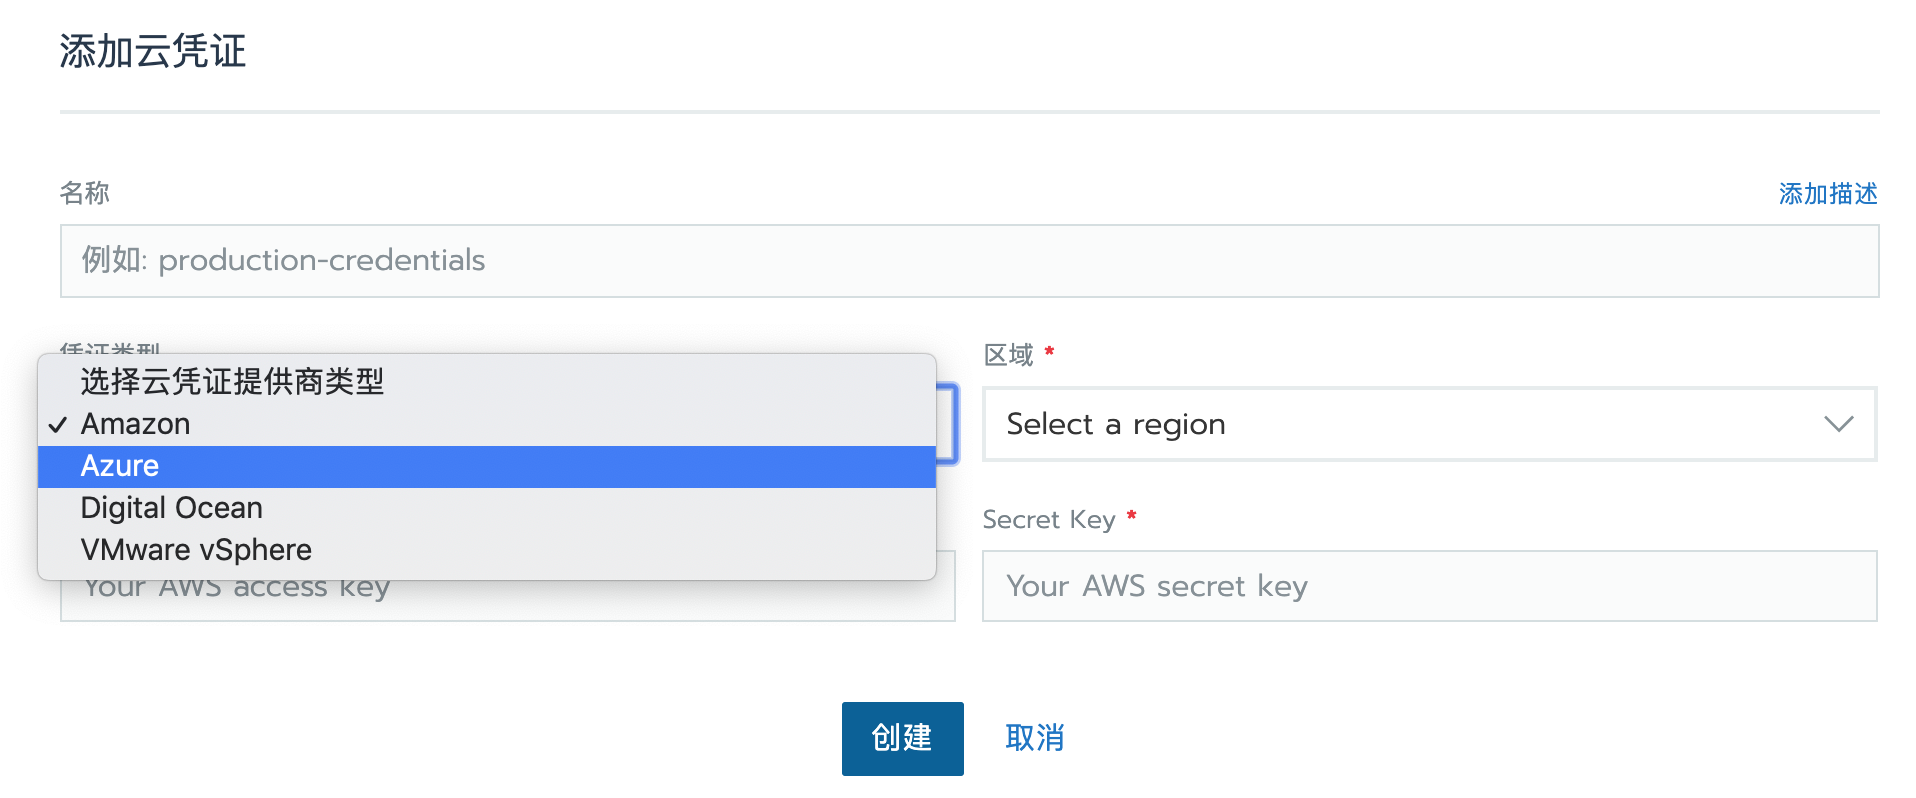 添加云凭证
名称
添加描述
例如: production-credentials
凭证类型
区域 *
选择云凭证提供商类型
✓ Amazon
Azure
Digital Ocean
VMware vSphere
Select a region
Secret Key *
Your AWS access key
Your AWS secret key
创建
取消